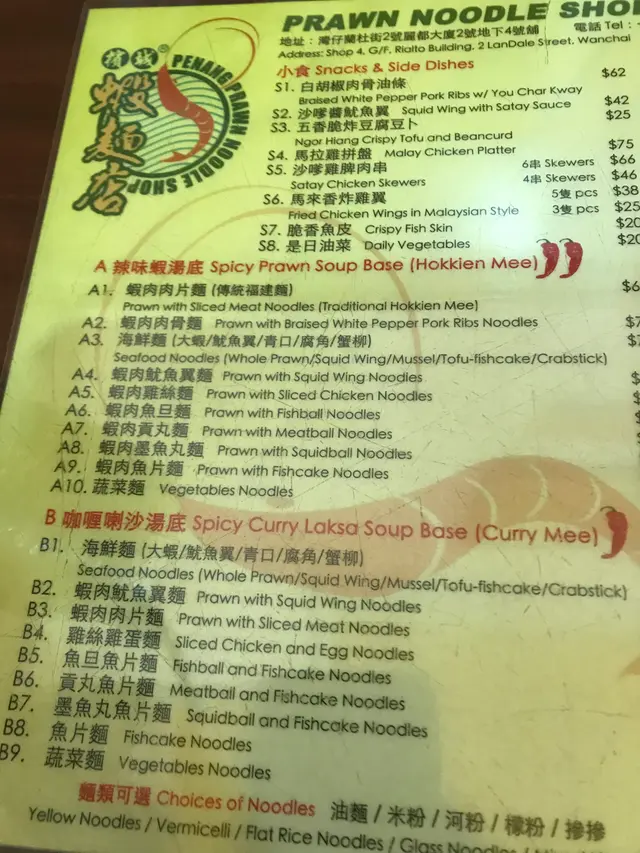 PRAWN NOODLE SHOP
地址：灣仔蘭杜街2號麗都大廈2號地下4號舖 電話 Tel :
Address: Shop 4, G/F, Rialto Building, 2 LanDale Street, Wanchai
檳城
蝦麵店
PENANG PRAWN NOODLE SHOP
小食 Snacks & Side Dishes
S1. 白胡椒肉骨油條 $62
Braised White Pepper Pork Ribs w/ You Char Kway
S2. 沙嗲醬魷魚翼 Squid Wing with Satay Sauce $42
S3. 五香脆炸豆腐豆卜 $25
Ngor Hiang Crispy Tofu and Beancurd
S4. 馬拉雞拼盤 Malay Chicken Platter $75
S5. 沙嗲雞脾肉串 6串 Skewers $66
Satay Chicken Skewers 4串 Skewers $46
S6. 馬來香炸雞翼 5隻 pcs $38
Fried Chicken Wings in Malaysian Style 3隻 pcs $25
S7. 脆香魚皮 Crispy Fish Skin $20
S8. 是日油菜 Daily Vegetables $20
A 辣味蝦湯底 Spicy Prawn Soup Base (Hokkien Mee)
A1. 蝦肉肉片麵 (傳統福建麵)
Prawn with Sliced Meat Noodles (Traditional Hokkien Mee)
A2. 蝦肉肉骨麵 Prawn with Braised White Pepper Pork Ribs Noodles
A3. 海鮮麵 (大蝦/魷魚翼/青口/腐角/蟹柳)
Seafood Noodles (Whole Prawn/Squid Wing/Mussel/Tofu-fishcake/Crabstick)
A4. 蝦肉魷魚翼麵 Prawn with Squid Wing Noodles
A5. 蝦肉雞絲麵 Prawn with Sliced Chicken Noodles
A6. 蝦肉魚旦麵 Prawn with Fishball Noodles
A7. 蝦肉貢丸麵 Prawn with Meatball Noodles
A8. 蝦肉墨魚丸麵 Prawn with Squidball Noodles
A9. 蝦肉魚片麵 Prawn with Fishcake Noodles
A10. 蔬菜麵 Vegetables Noodles
B 咖喱喇沙湯底 Spicy Curry Laksa Soup Base (Curry Mee)
B1. 海鮮麵 (大蝦/魷魚翼/青口/腐角/蟹柳)
Seafood Noodles (Whole Prawn/Squid Wing/Mussel/Tofu-fishcake/Crabstick)
B2. 蝦肉魷魚翼麵 Prawn with Squid Wing Noodles
B3. 蝦肉肉片麵 Prawn with Sliced Meat Noodles
B4. 雞絲雞蛋麵 Sliced Chicken and Egg Noodles
B5. 魚旦魚片麵 Fishball and Fishcake Noodles
B6. 貢丸魚片麵 Meatball and Fishcake Noodles
B7. 墨魚丸魚片麵 Squidball and Fishcake Noodles
B8. 魚片麵 Fishcake Noodles
B9. 蔬菜麵 Vegetables Noodles
麵類可選 Choices of Noodles 油麵 / 米粉 / 河粉 / 檬粉 / 摻摻
Yellow Noodles / Vermicelli / Flat Rice Noodles / Glass Noodles /